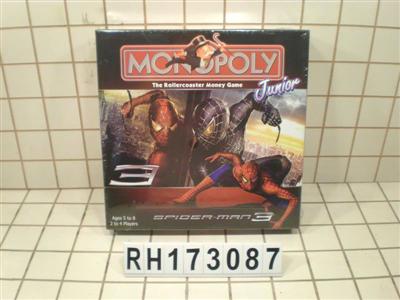 MONOPOLY
Junior
The Rollercoaster Money Game
3
Ages 5 to 8
2 to 4 Players
SPIDER-MAN 3
RH173087